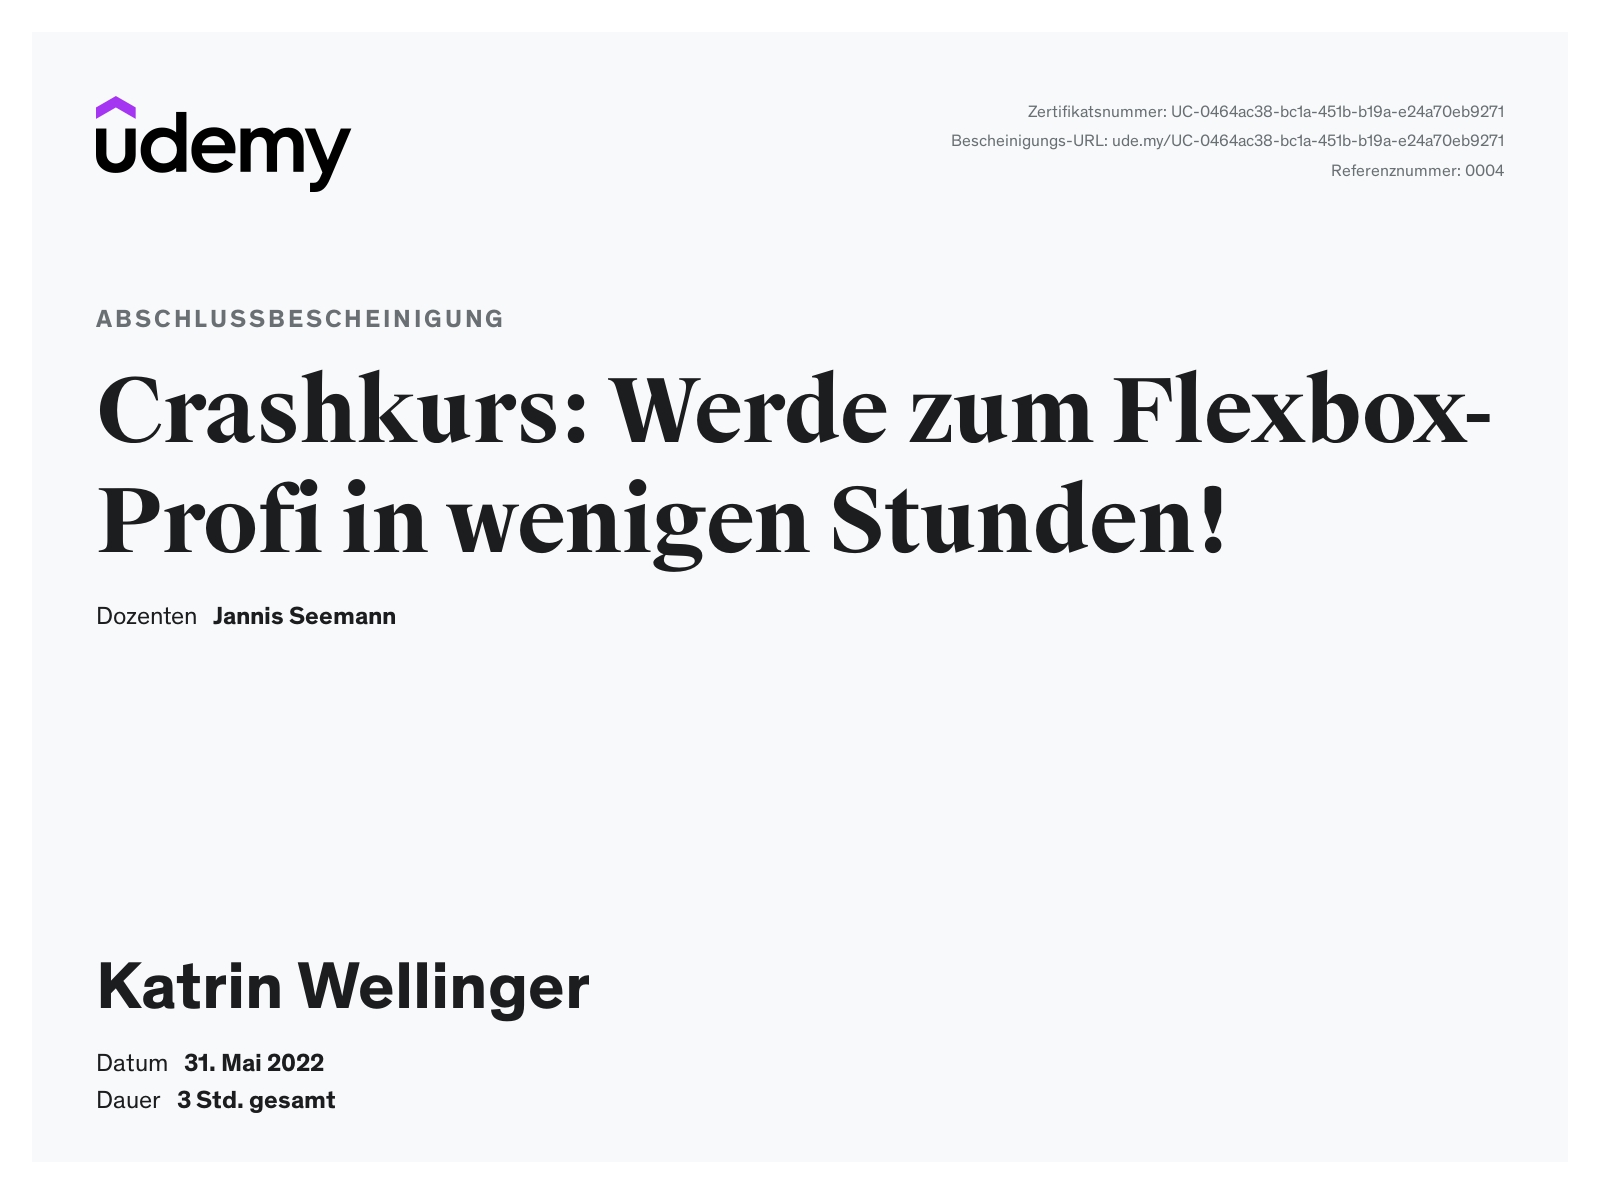 udemy
Zertifikatsnummer: UC-0464ac38-bc1a-451b-b19a-e24a70eb9271
Bescheinigungs-URL: ude.my/UC-0464ac38-bc1a-451b-b19a-e24a70eb9271
Referenznummer: 0004
ABSCHLUSSBESCHEINIGUNG
Crashkurs: Werde zum Flexbox-
Profi in wenigen Stunden!
Dozenten Jannis Seemann
Katrin Wellinger
Datum 31. Mai 2022
Dauer 3 Std. gesamt